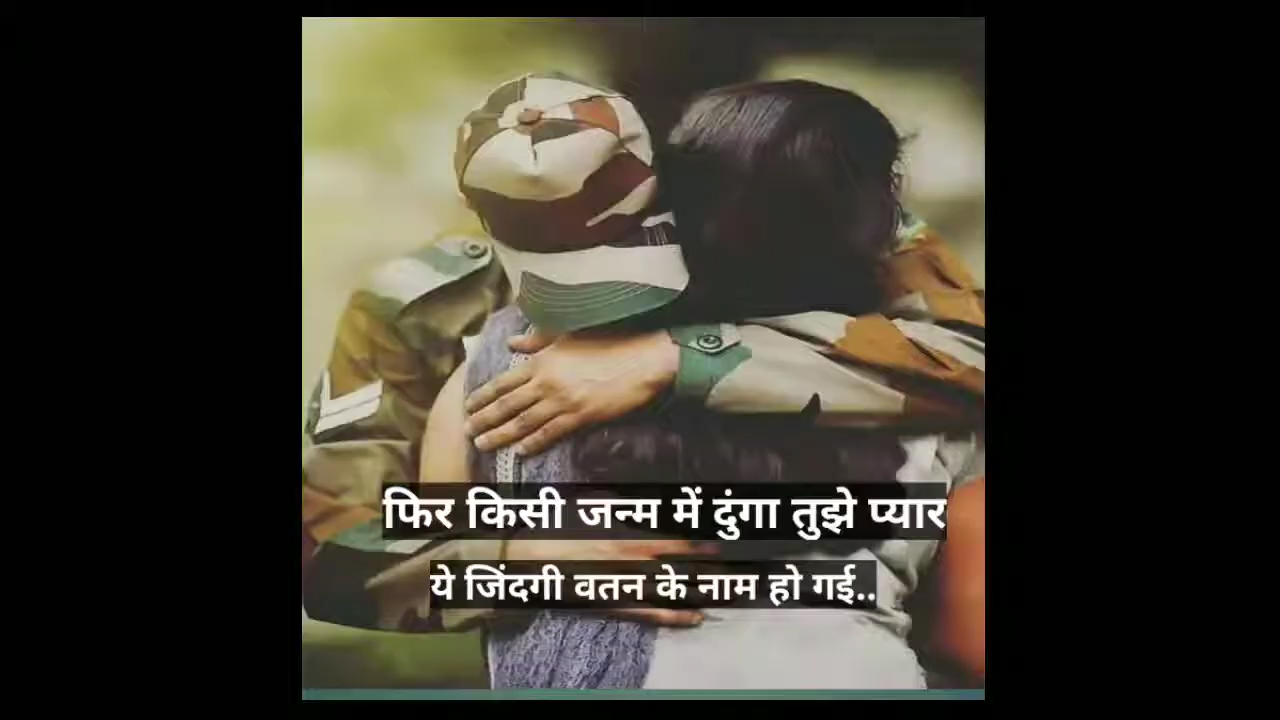 फिर किसी जन्म में दुंगा तुझे प्यार
ये जिंदगी वतन के नाम हो गई..